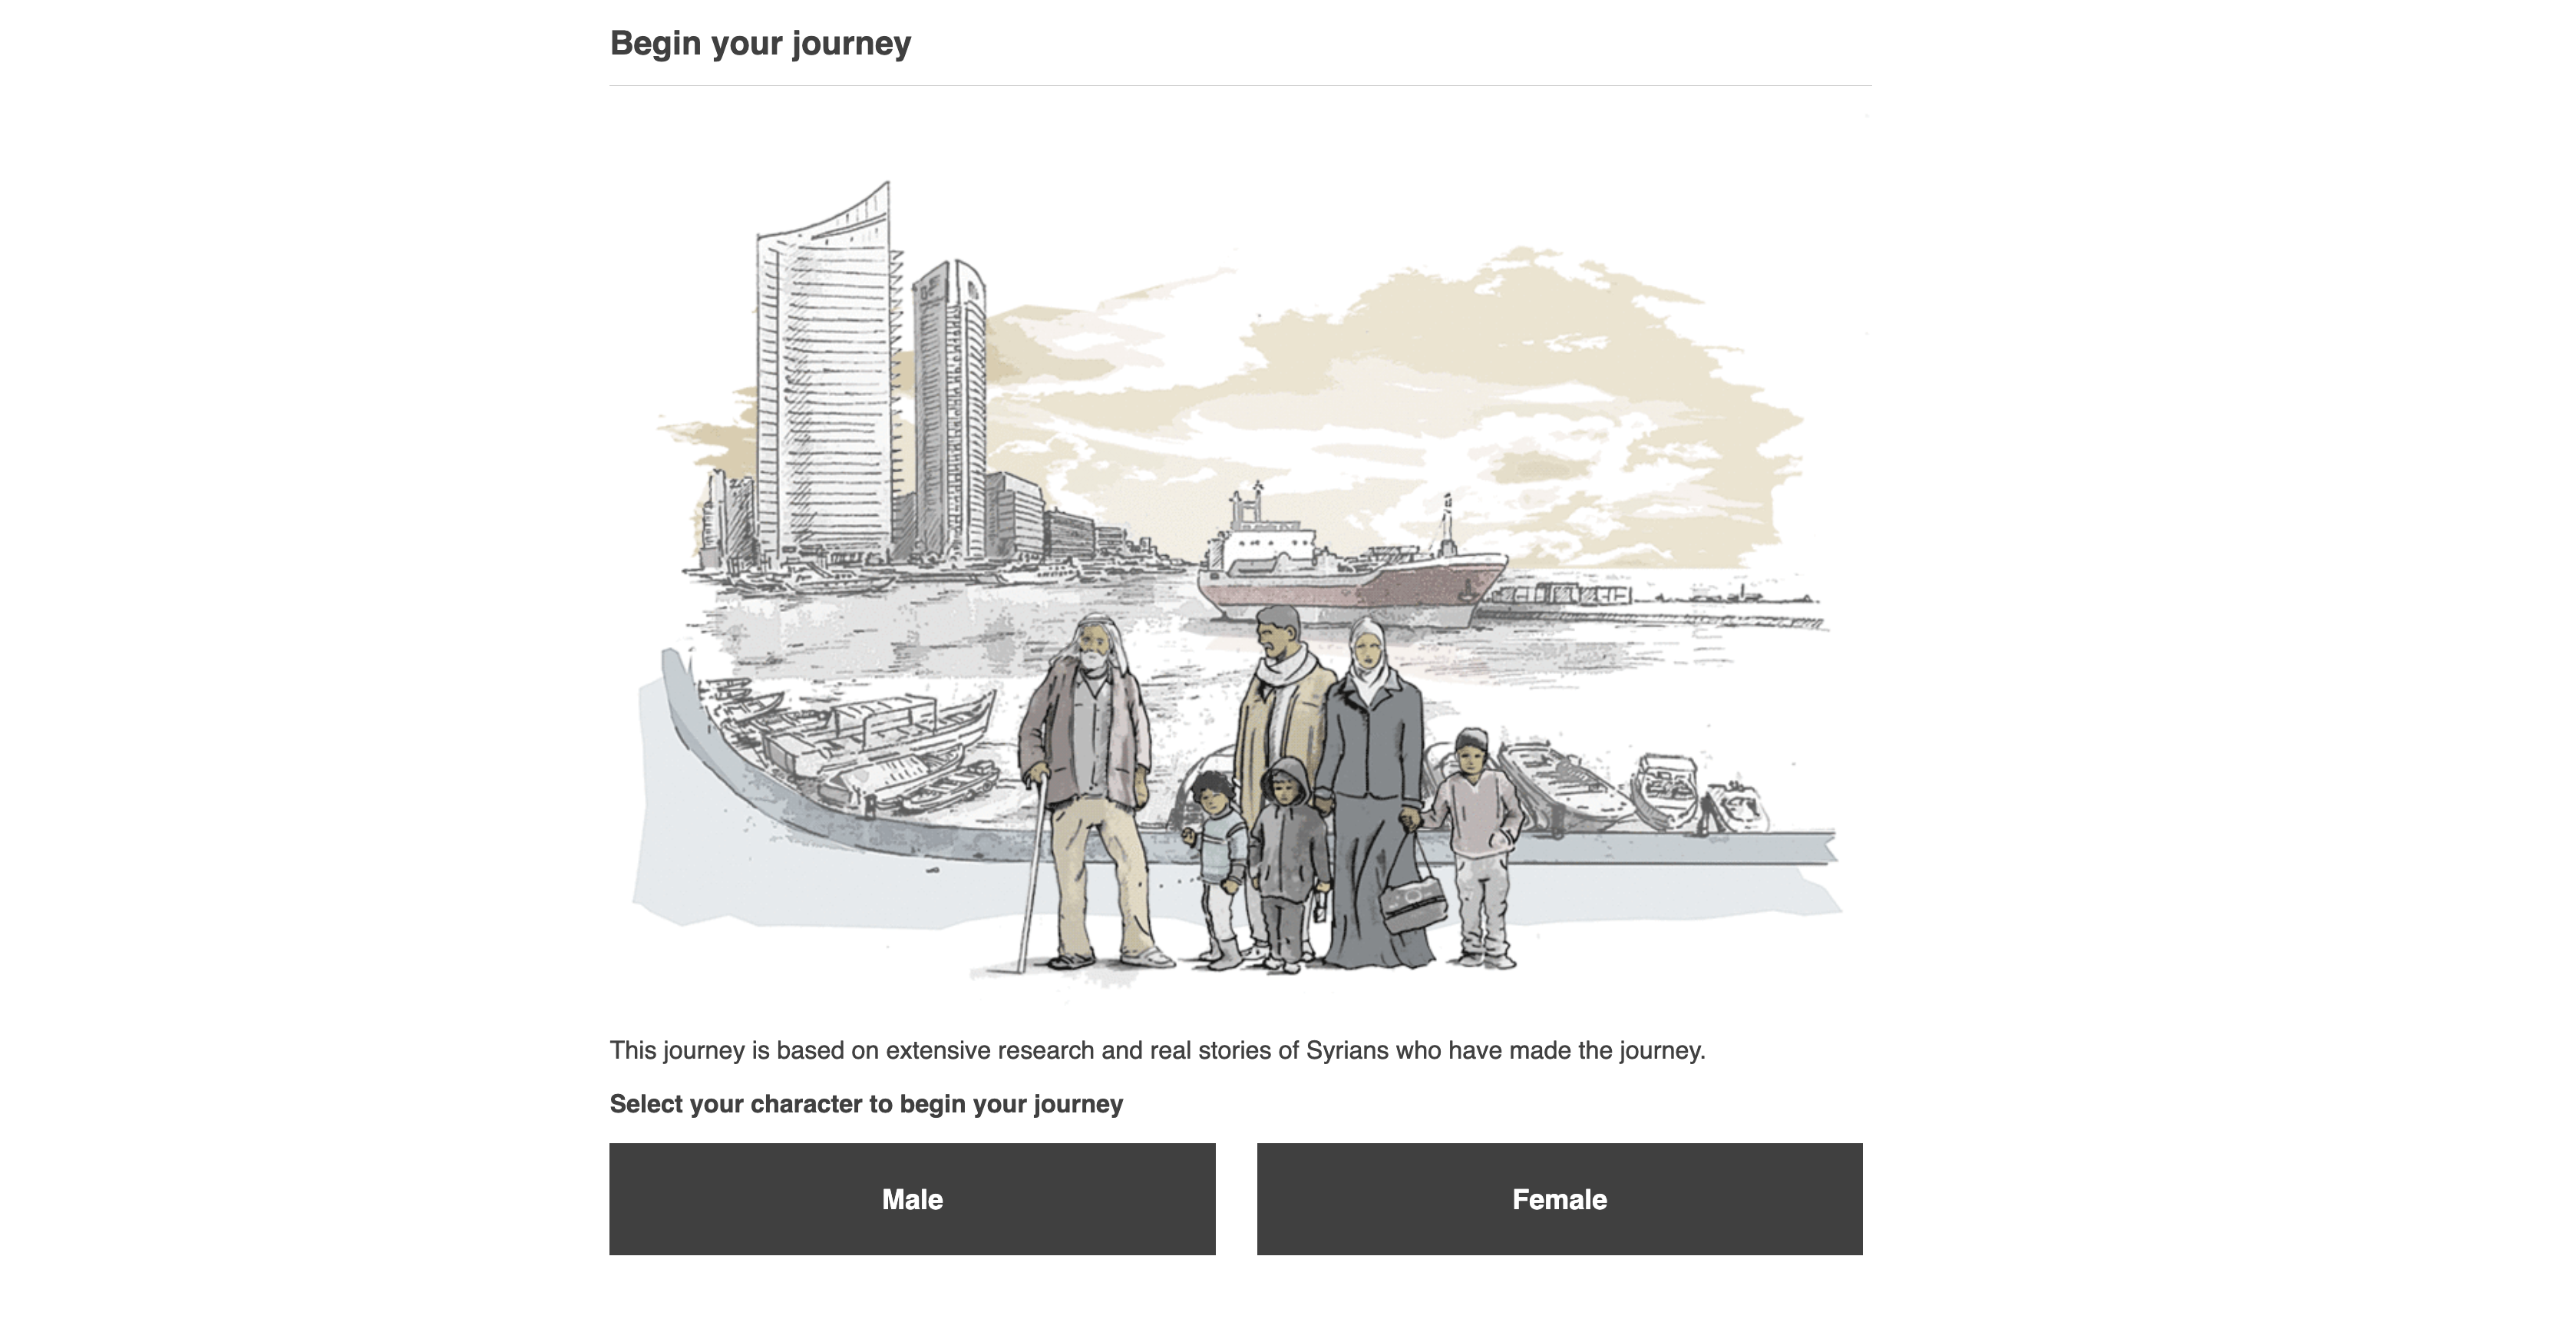 Begin your journey
This journey is based on extensive research and real stories of Syrians who have made the journey.
Select your character to begin your journey
Male
Female